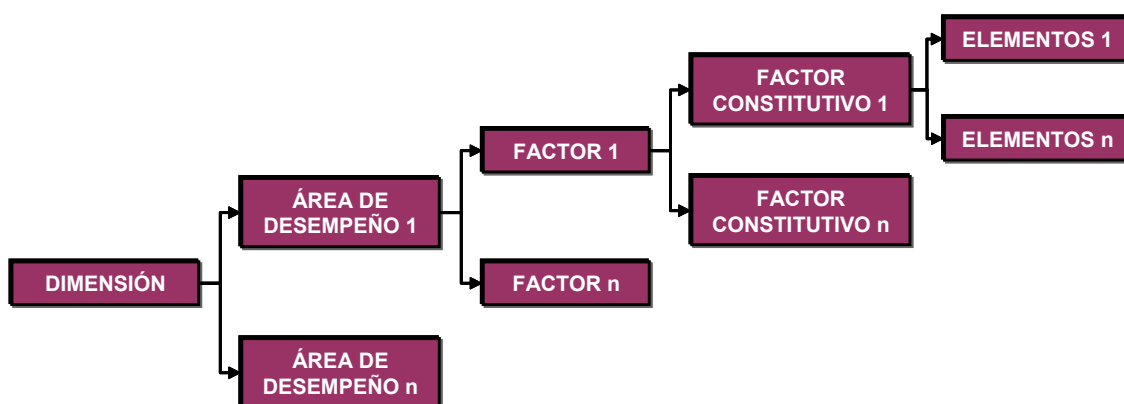 DIMENSIÓN
ÁREA DE
DESEMPEÑO 1
ÁREA DE
DESEMPEÑO n
FACTOR 1
FACTOR n
FACTOR
CONSTITUTIVO 1
FACTOR
CONSTITUTIVO n
ELEMENTOS 1
ELEMENTOS n